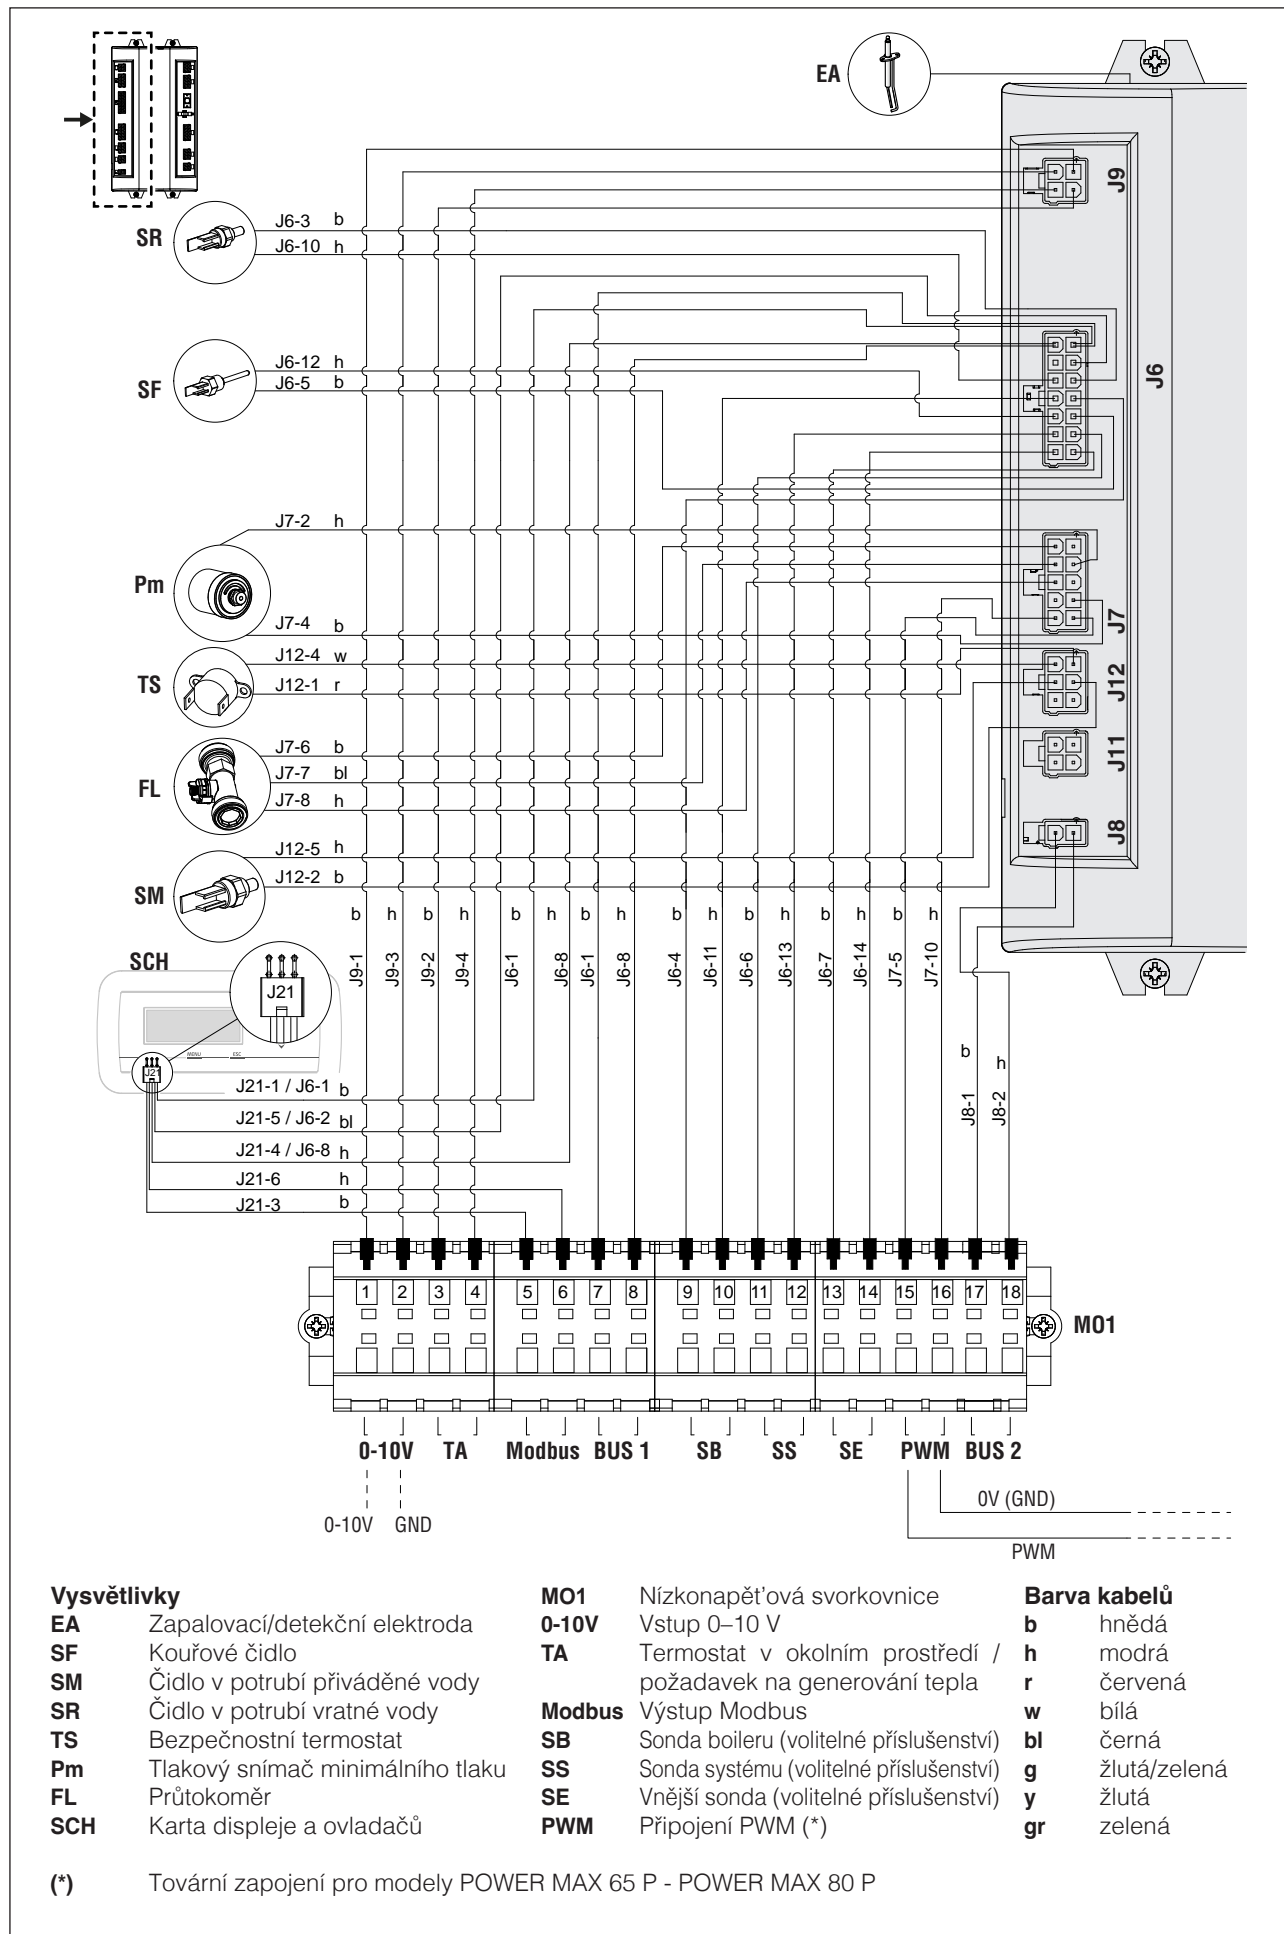 EA
J9
SR
J6-3 b
J6-10 h
J6
SF
J6-12 h
J6-5 b
J7-2 h
Pm
J7-4 b
J7
J12-4 w
TS
J12-1 r
J12
J7-6 b
J7-7 bl
FL
J7-8 h
J11
J8
J12-5 h
J12-2 b
SM
b h b h b h b h b h b h b h b h
J9-1 J9-3 J9-2 J9-4 J6-1 J6-8 J6-1 J6-8 J6-4 J6-11 J6-6 J6-13 J6-7 J6-14 J7-5 J7-10
SCH
J21
MENU ESC
J21
b h
J8-1 J8-2
J21-1 / J6-1 b
J21-5 / J6-2 bl
J21-4 / J6-8 h
J21-6 h
J21-3 b
1 2 3 4 5 6 7 8 9 10 11 12 13 14 15 16 17 18
MO1
0-10V TA Modbus BUS 1 SB SS SE PWM BUS 2
0-10V GND
0V (GND)
PWM
Vysvětlivky
EA Zapalovací/detekční elektroda
SF Kouřové čidlo
SM Čidlo v potrubí přiváděné vody
SR Čidlo v potrubí vratné vody
TS Bezpečnostní termostat
Pm Tlakový snímač minimálního tlaku
FL Průtokoměr
SCH Karta displeje a ovladačů
MO1 Nízkonapět'ová svorkovnice
0-10V Vstup 0–10 V
TA Termostat v okolním prostředí /
požadavek na generování tepla
Modbus Výstup Modbus
SB Sonda boileru (volitelné příslušenství)
SS Sonda systému (volitelné příslušenství)
SE Vnější sonda (volitelné příslušenství)
PWM Připojení PWM (*)
Barva kabelů
b hnědá
h modrá
r červená
w bílá
bl černá
g žlutá/zelená
y žlutá
gr zelená
(*) Tovární zapojení pro modely POWER MAX 65 P - POWER MAX 80 P